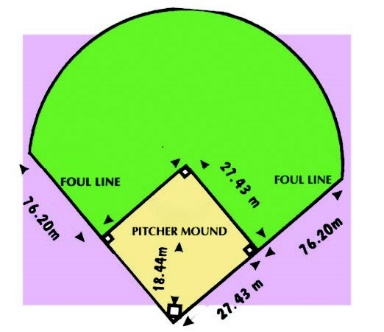 27.43 m
FOUL LINE
FOUL LINE
76.20m
PITCHER MOUND
76.20m
18.44m
27.43 m